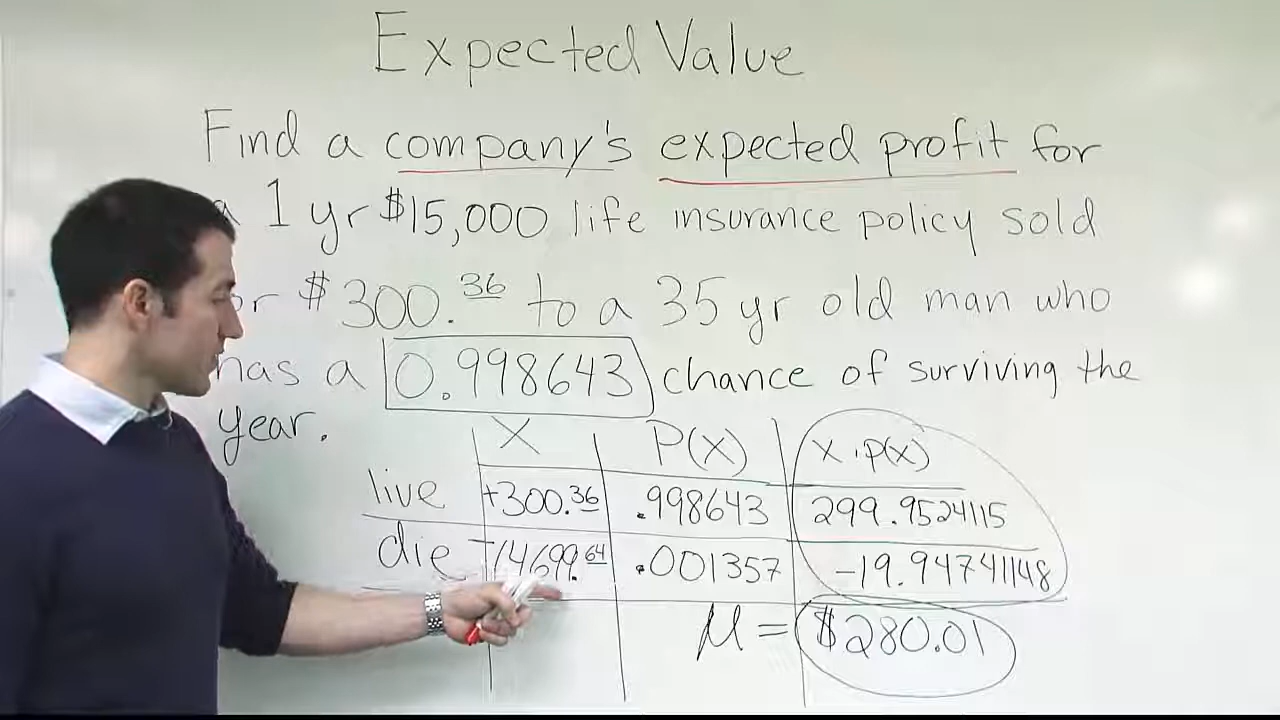 Expected Value
Find a company's expected profit for
1 yr $15,000 life insurance policy sold
$300.36 to a 35 yr old man who
has a 0.998643 chance of surviving the
year.
X P(X) X·P(X)
live +300.36 .998643 299.9524115
die -14699.64 .001357 -19.94741148
μ = $280.01